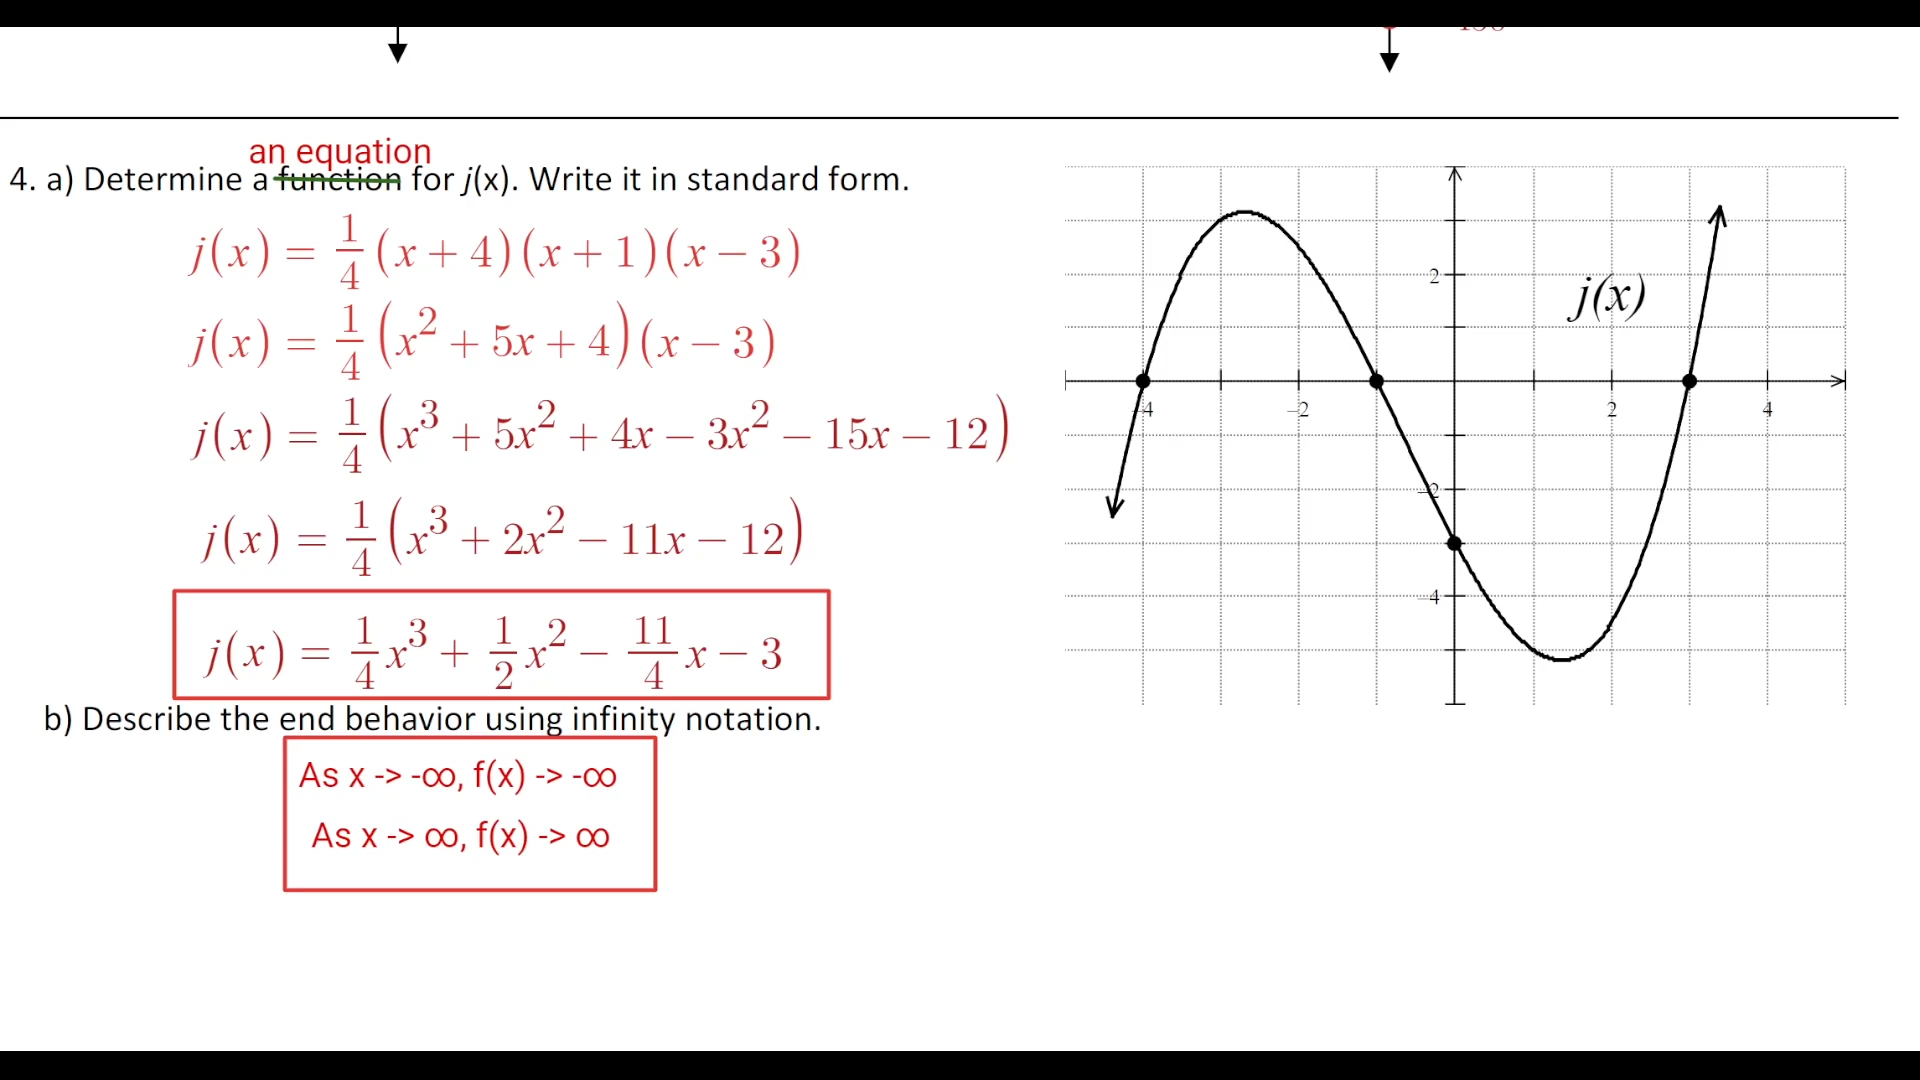 an equation
4. a) Determine a function for j(x). Write it in standard form.
j(x) = 1/4 (x + 4)(x + 1)(x − 3)
j(x) = 1/4 (x² + 5x + 4)(x − 3)
j(x) = 1/4 (x³ + 5x² + 4x − 3x² − 15x − 12)
j(x) = 1/4 (x³ + 2x² − 11x − 12)
j(x) = 1/4 x³ + 1/2 x² − 11/4 x − 3
b) Describe the end behavior using infinity notation.
As x -> -∞, f(x) -> -∞
As x -> ∞, f(x) -> ∞
2
j(x)
-4 -2 2 4
-2
-4